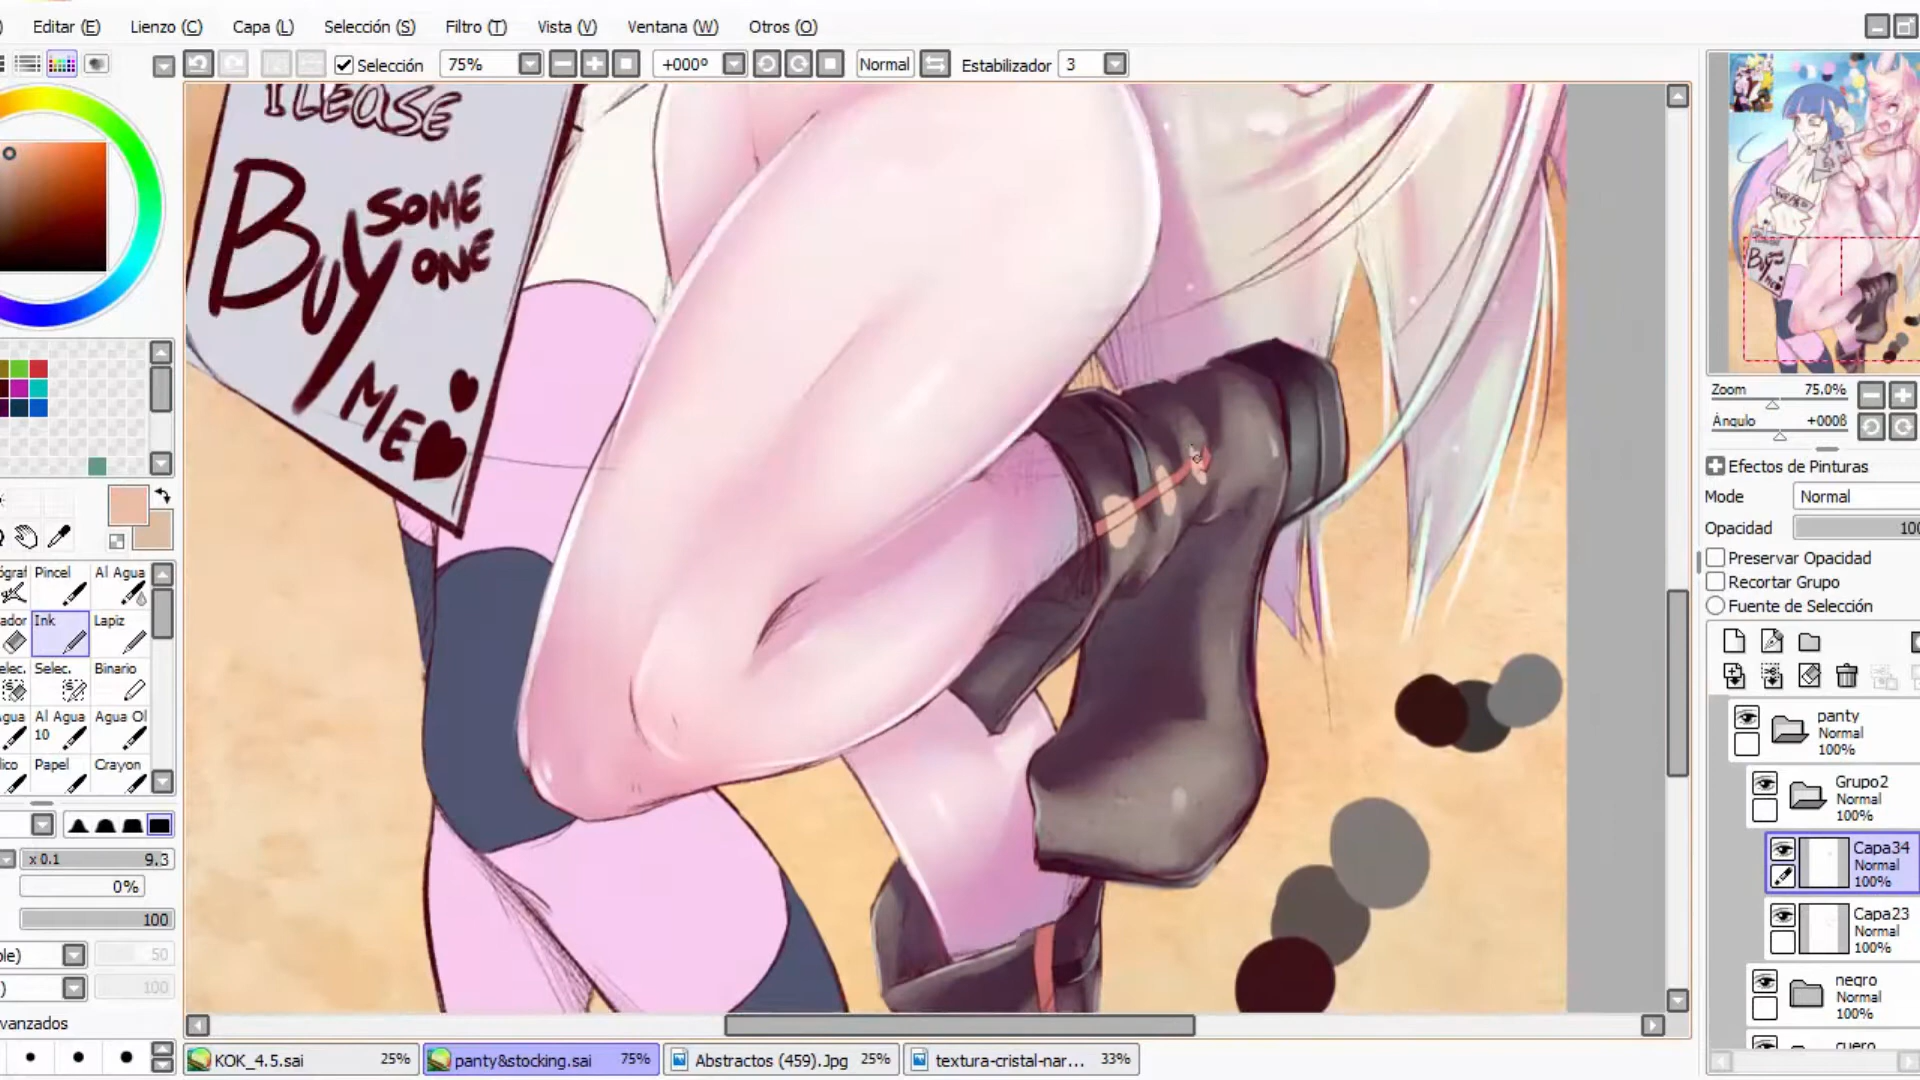 Editar (E) Lienzo (C) Capa (L) Selección (S) Filtro (T) Vista (V) Ventana (W) Otros (O)
Selección 75% +000º Normal Estabilizador 3
SOME
Buy ONE
ME
Zoom 75.0%
Ángulo
Efectos de Pinturas
Mode Normal
Opacidad 100
Preservar Opacidad
Recortar Grupo
Fuente de Selección
Pincel Al Agua
Ink Lapiz
Selec. Binario
Al Agua 10 Agua Ol
Papel Crayon
x 0.1 9.3
0%
100
50
100
panty
Normal
100%
Grupo2
Normal
100%
Capa34
Normal
100%
Capa23
Normal
100%
negro
Normal
100%
cuero
KOK_4.5.sai 25% panty&stocking.sai 75% Abstractos (459).Jpg 25% textura-cristal-nar... 33%